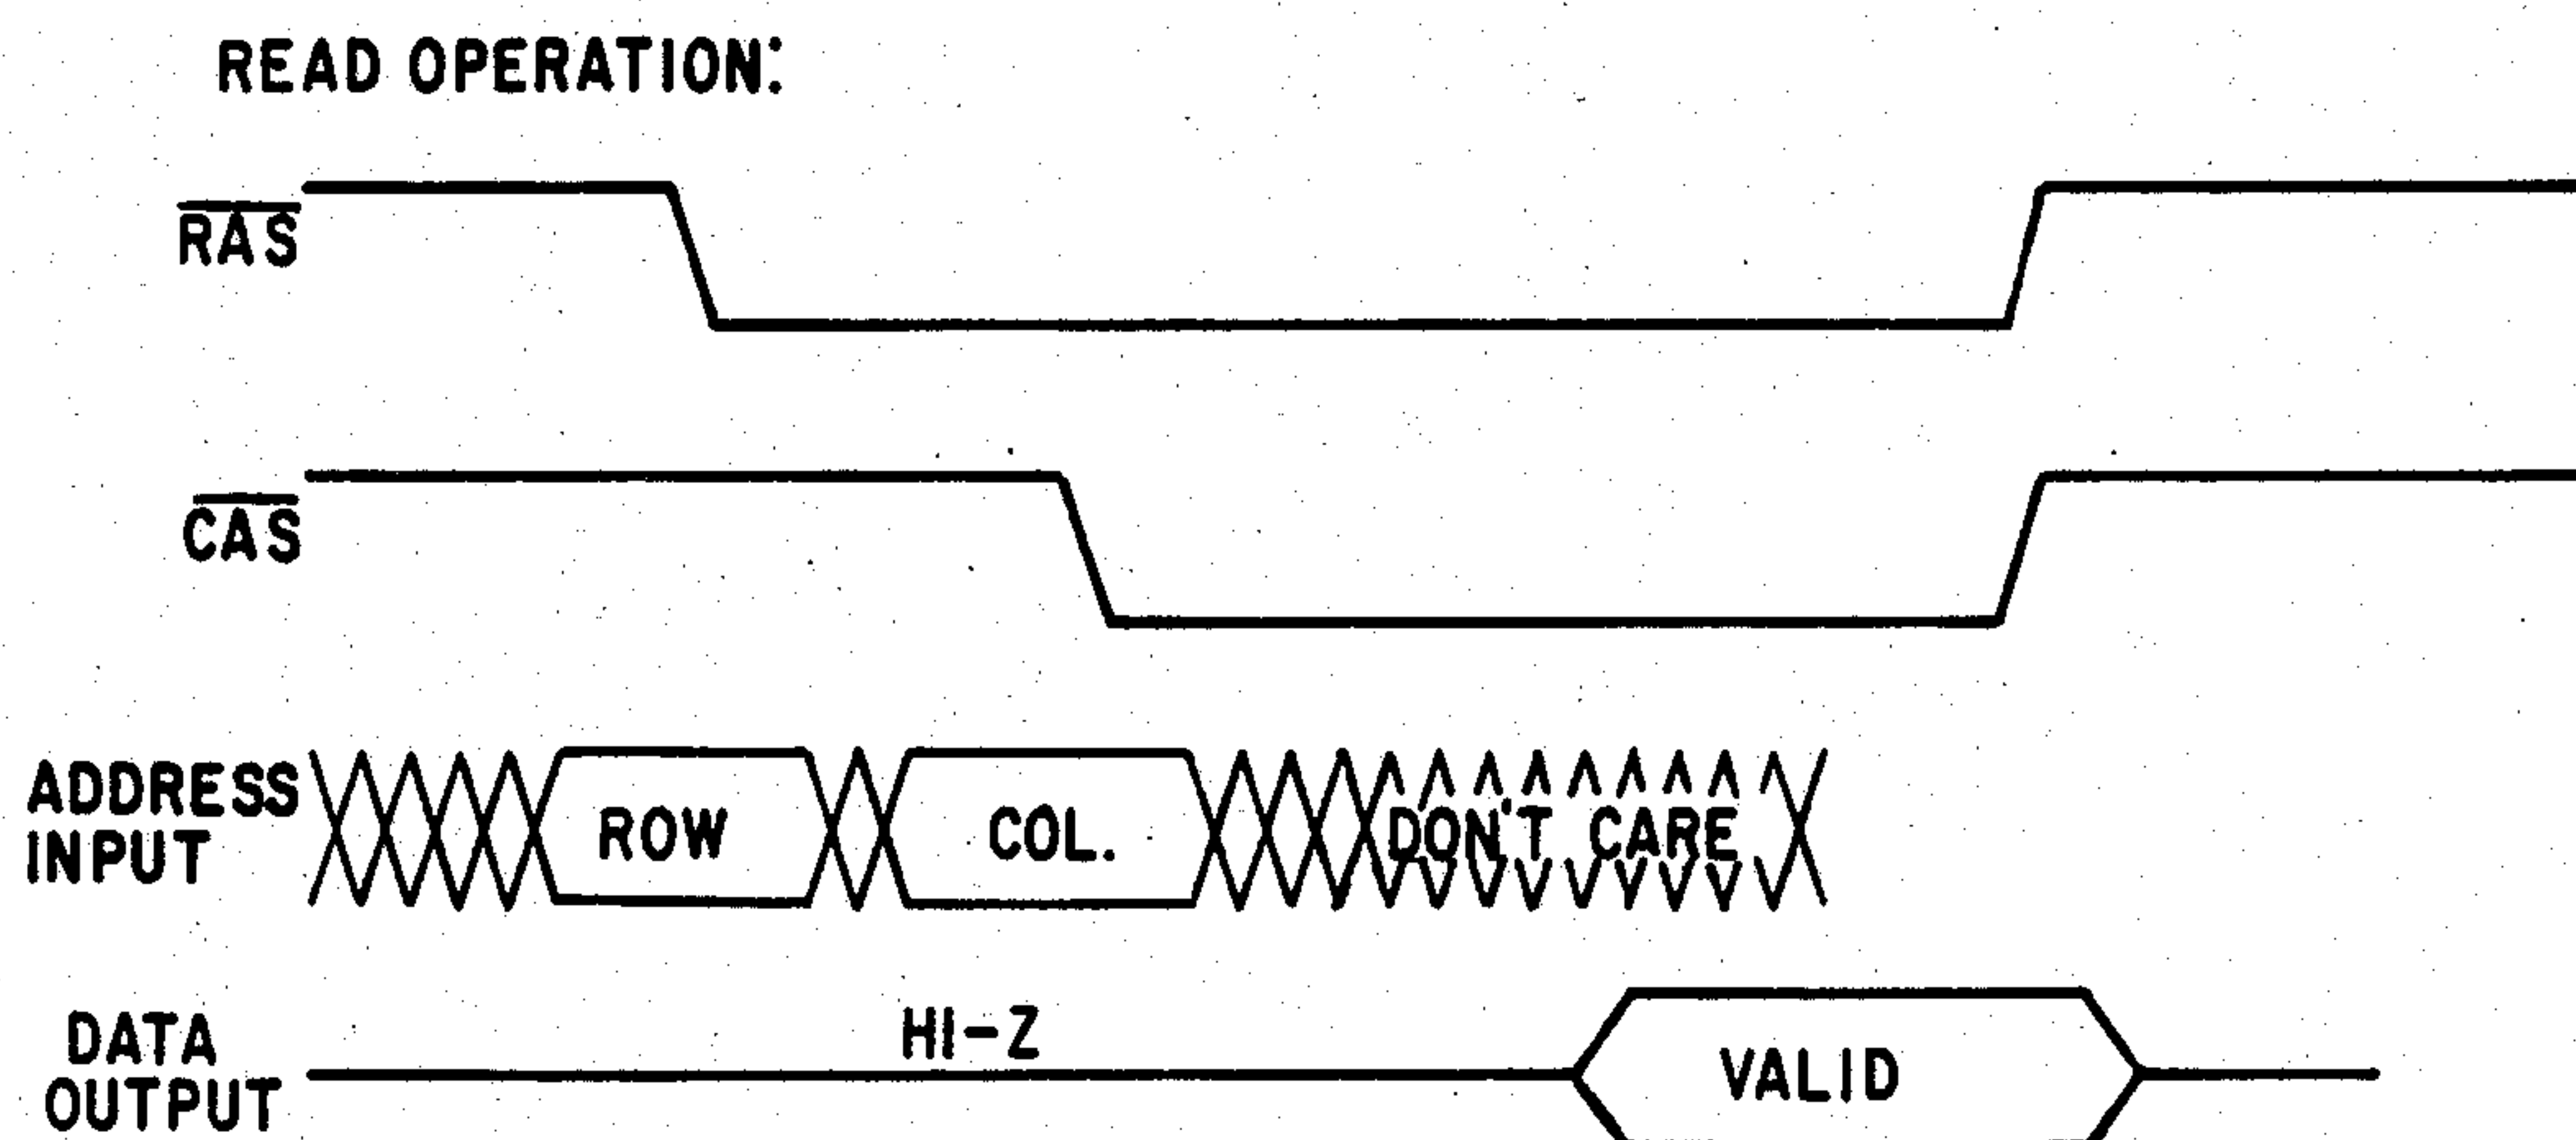 READ OPERATION:
RAS
CAS
ADDRESS
INPUT
ROW
COL.
DON'T CARE
HI-Z
DATA
OUTPUT
VALID